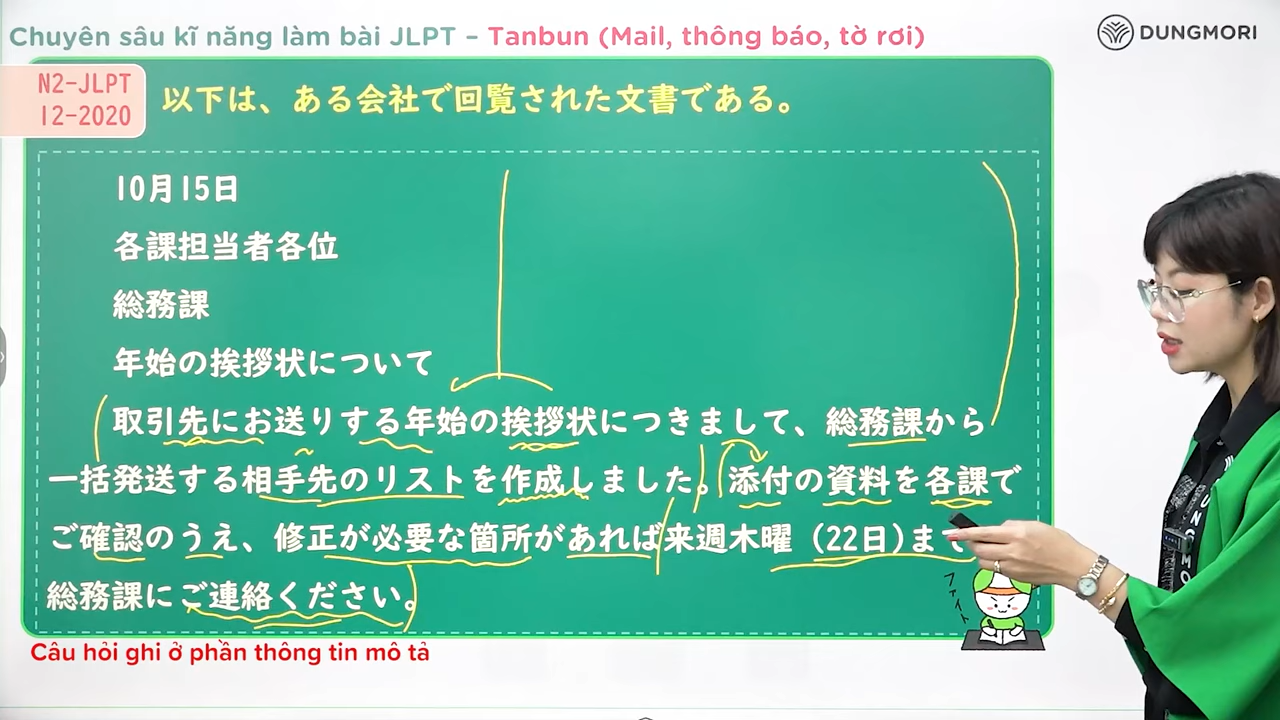 Chuyên sâu kĩ năng làm bài JLPT – Tanbun (Mail, thông báo, tờ rơi)
DUNGMORI
N2-JLPT
12-2020
以下は、ある会社で回覧された文書である。
10月15日
各課担当者各位
総務課
年始の挨拶状について
取引先にお送りする年始の挨拶状につきまして、総務課から
一括発送する相手先のリストを作成しました。添付の資料を各課で
ご確認のうえ、修正が必要な箇所があれば来週木曜（22日)まで
総務課にご連絡ください。
ファイト
Câu hỏi ghi ở phần thông tin mô tả